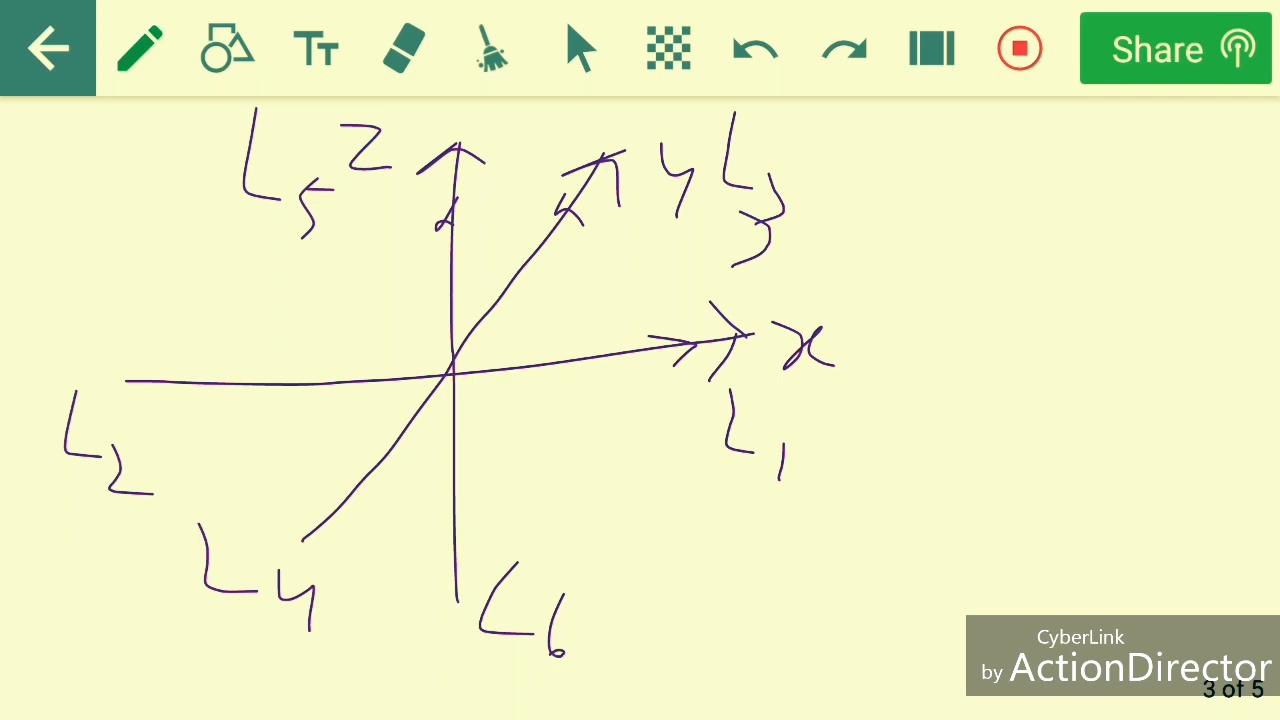 Share
L5 z
y L3
x
L1
L2
L4
L6
CyberLink
by ActionDirector
3 of 5